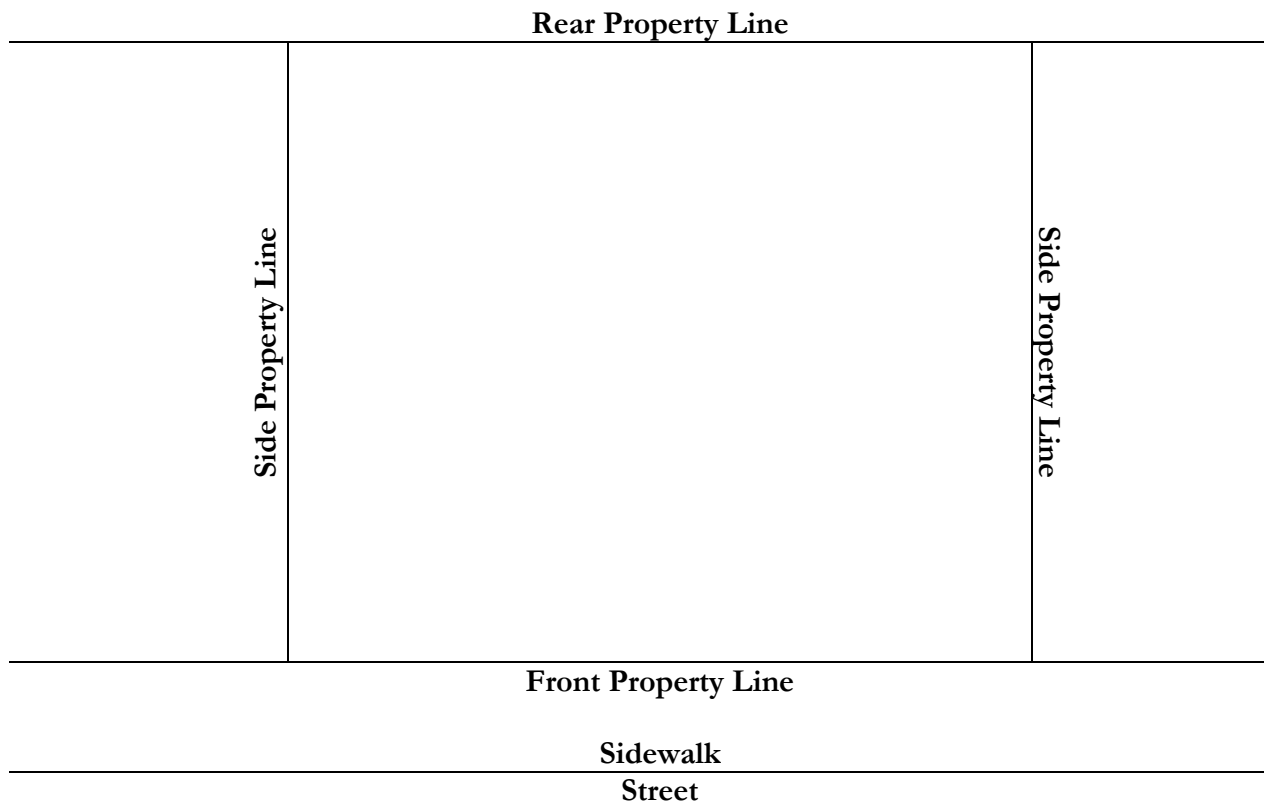 Rear Property Line
Side Property Line
Side Property Line
Front Property Line
Sidewalk
Street